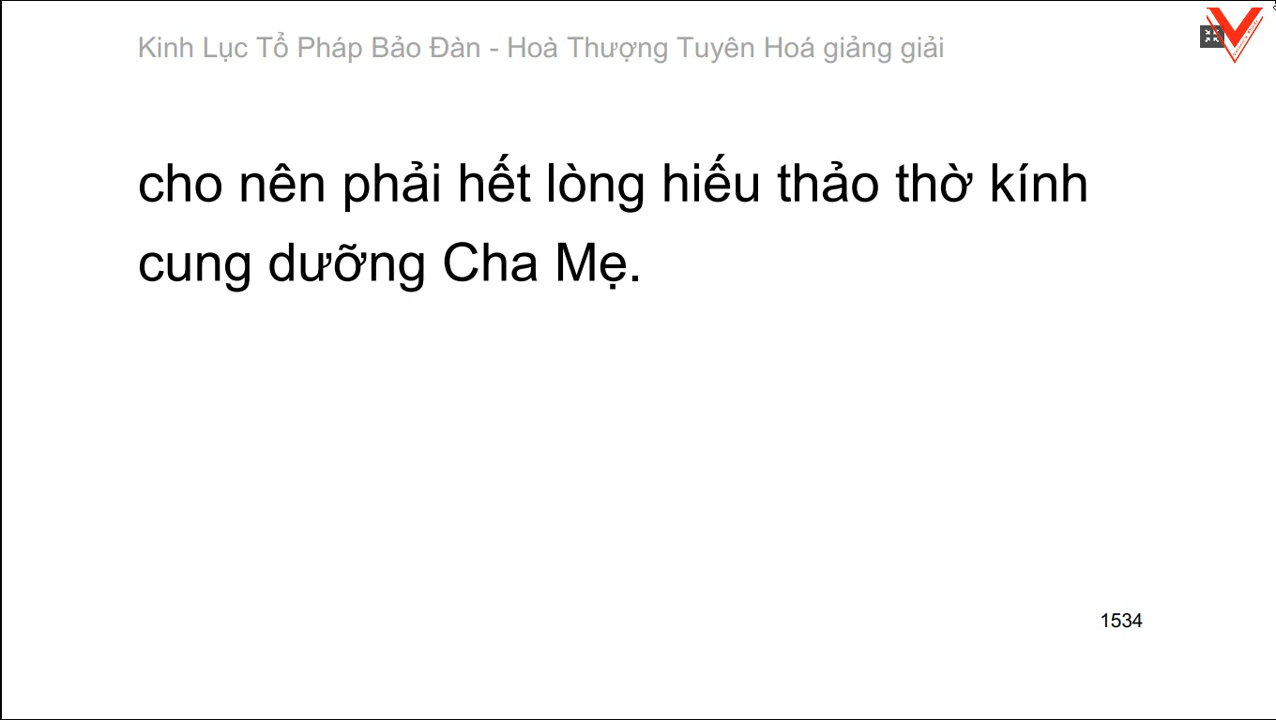 Kinh Lục Tổ Pháp Bảo Đàn - Hoà Thượng Tuyên Hoá giảng giải
cho nên phải hết lòng hiếu thảo thờ kính
cung dưỡng Cha Mẹ.
1534